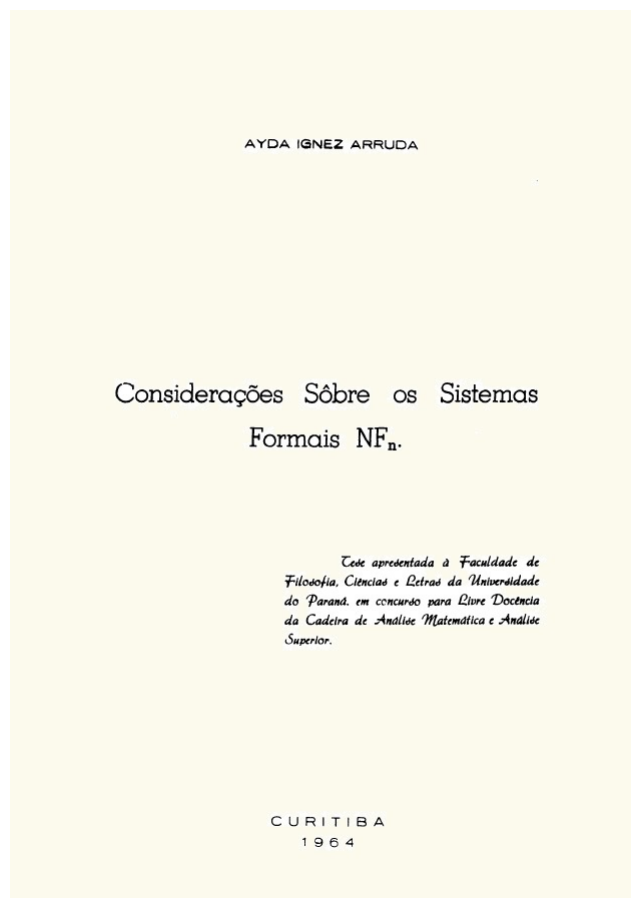 AYDA IGNEZ ARRUDA
Considerações Sôbre os Sistemas
Formais NFₙ.
Tese apresentada à Faculdade de
Filosofia, Ciências e Letras da Universidade
do Paraná, em concurso para Livre Docência
da Cadeira de Análise Matemática e Análise
Superior.
CURITIBA
1964